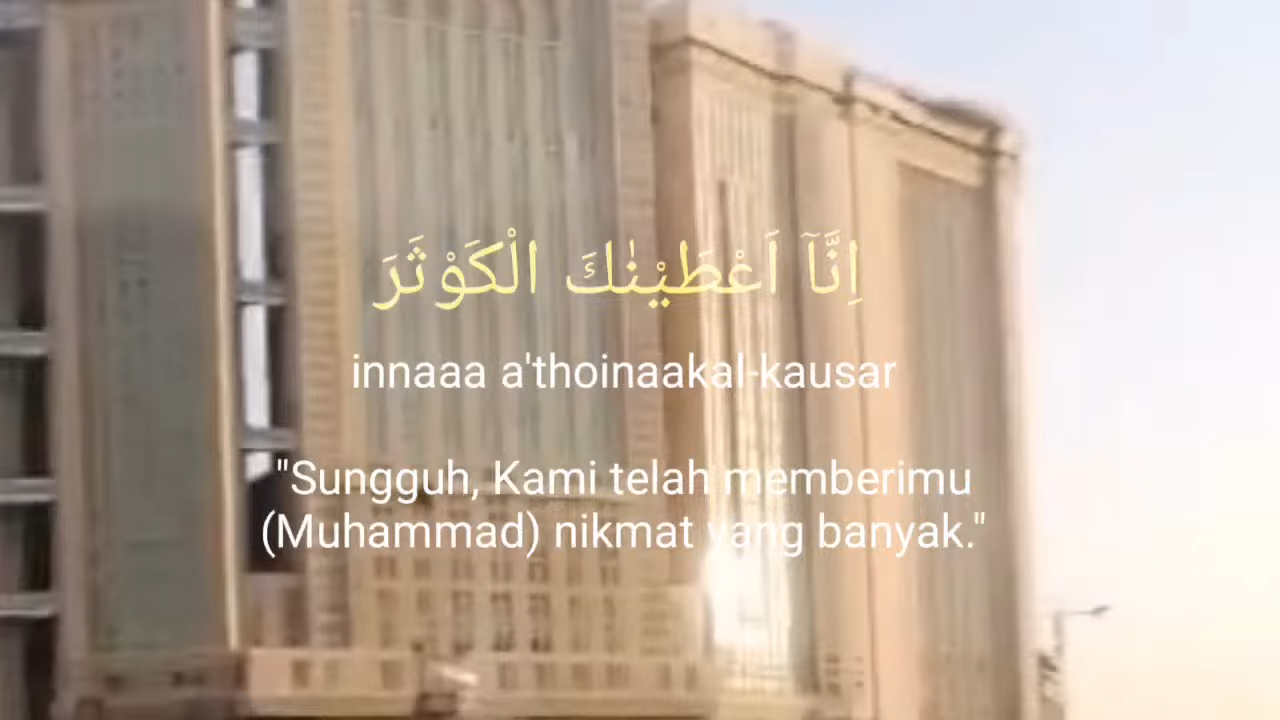 اِنَّآ اَعْطَيْنٰكَ الْكَوْثَرَ
innaaa a'thoinaakal-kausar
"Sungguh, Kami telah memberimu
(Muhammad) nikmat yang banyak."